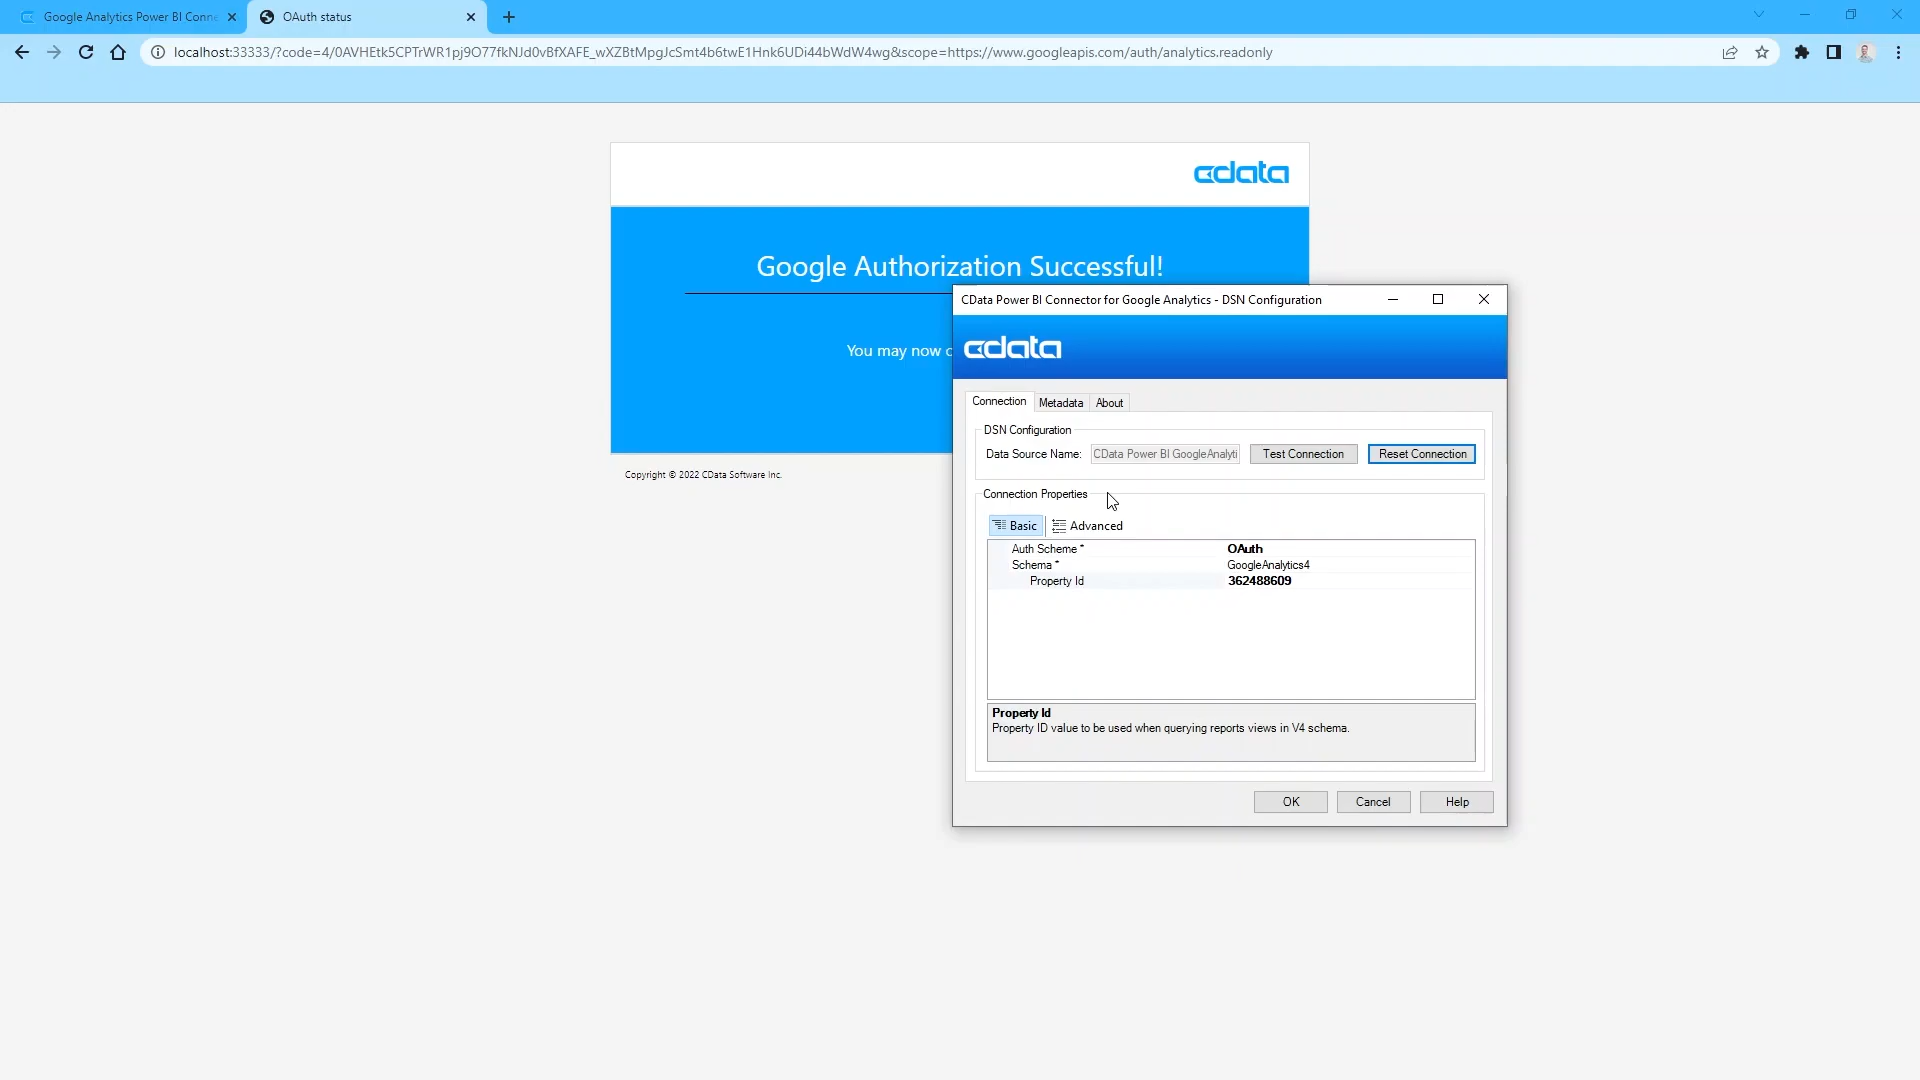 Google Analytics Power BI Conne
OAuth status
localhost:33333/?code=4/0AVHEtk5CPTrWR1pj9O77fkNJd0vBfXAFE_wXZBtMpgJcSmt4b6twE1Hnk6UDi44bWdW4wg&scope=https://www.googleapis.com/auth/analytics.readonly
cdata
Google Authorization Successful!
You may now c
Copyright © 2022 CData Software Inc.
CData Power BI Connector for Google Analytics - DSN Configuration
cdata
Connection Metadata About
DSN Configuration
Data Source Name: CData Power BI GoogleAnalyti Test Connection Reset Connection
Connection Properties
Basic Advanced
Auth Scheme * OAuth
Schema * GoogleAnalytics4
Property Id 362488609
Property Id
Property ID value to be used when querying reports views in V4 schema.
OK Cancel Help